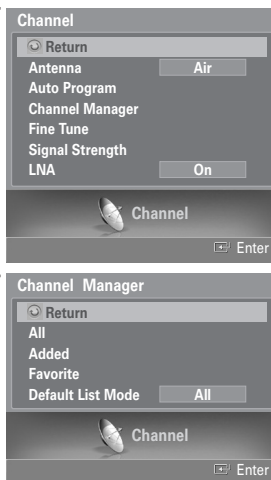 Channel
Return
Antenna Air
Auto Program
Channel Manager
Fine Tune
Signal Strength
LNA On
Channel
Enter
Channel Manager
Return
All
Added
Favorite
Default List Mode All
Channel
Enter